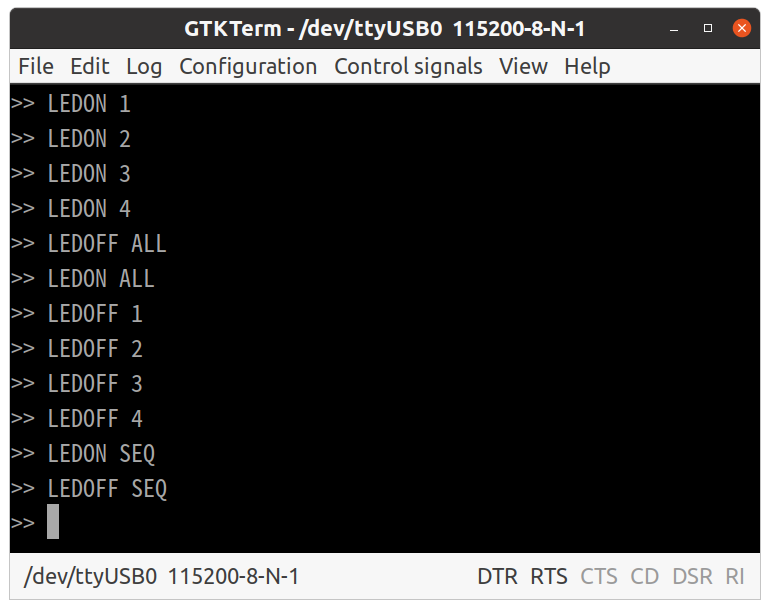 GTKTerm - /dev/ttyUSB0 115200-8-N-1
File Edit Log Configuration Control signals View Help
>> LEDON 1
>> LEDON 2
>> LEDON 3
>> LEDON 4
>> LEDOFF ALL
>> LEDON ALL
>> LEDOFF 1
>> LEDOFF 2
>> LEDOFF 3
>> LEDOFF 4
>> LEDON SEQ
>> LEDOFF SEQ
>>
/dev/ttyUSB0 115200-8-N-1 DTR RTS CTS CD DSR RI